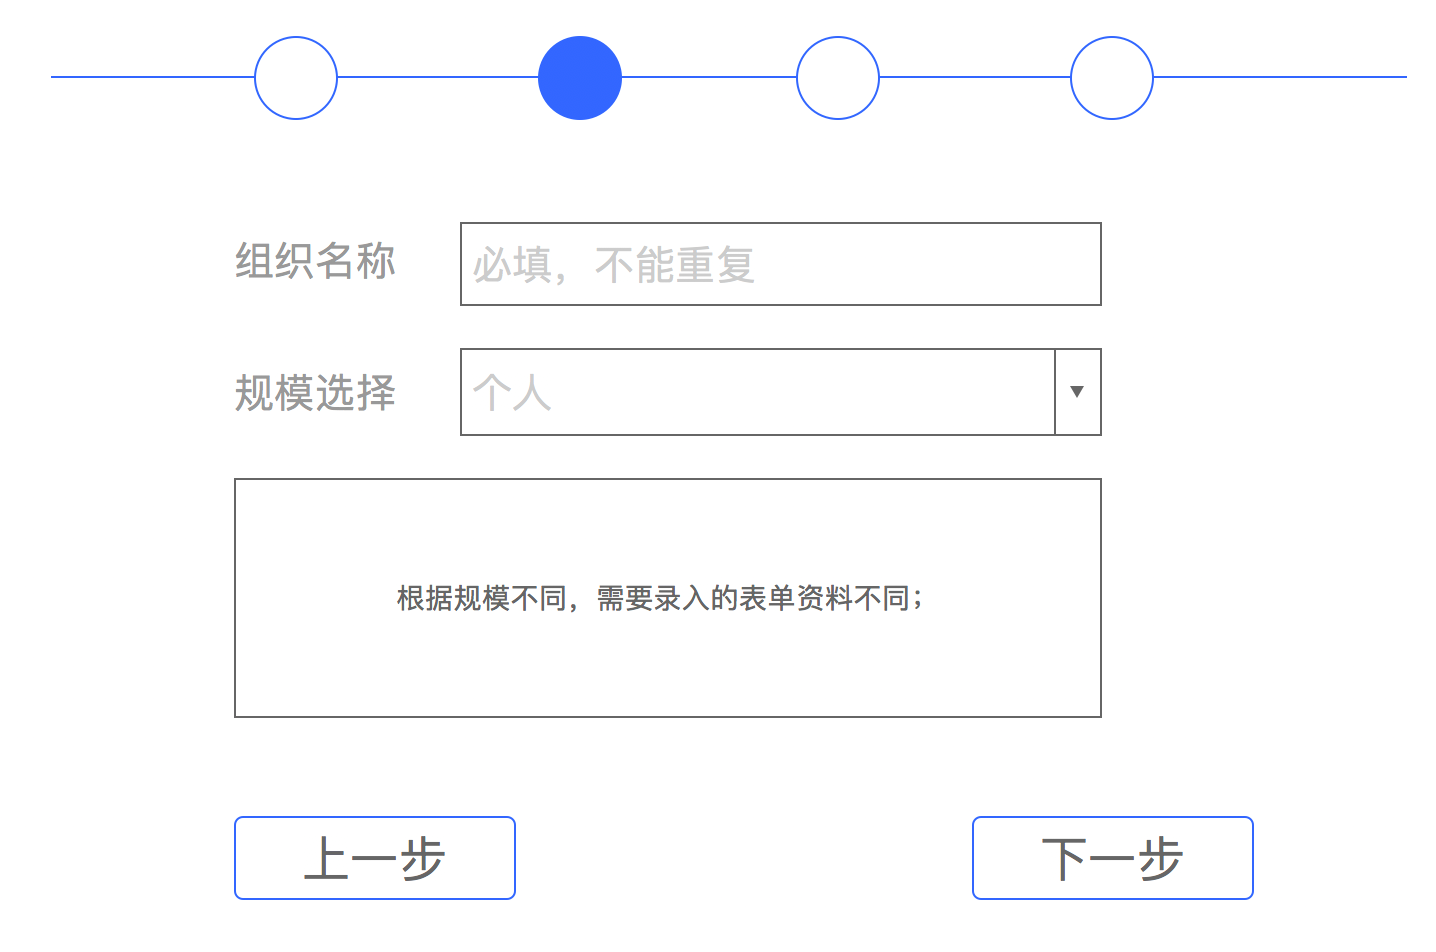 组织名称
必填，不能重复
规模选择
个人
根据规模不同，需要录入的表单资料不同；
上一步
下一步